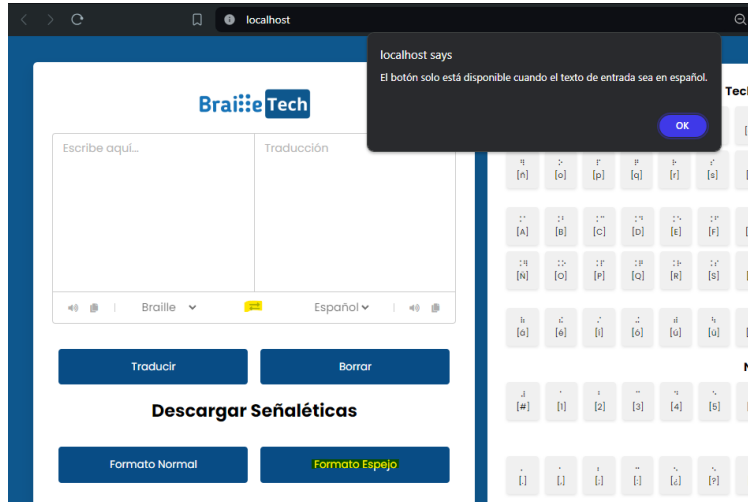 localhost
localhost says
El botón solo está disponible cuando el texto de entrada sea en español.
OK
Braille Tech
Escribe aquí...
Traducción
Braille
Español
Traducir
Borrar
Descargar Señaléticas
Formato Normal
Formato Espejo
[ñ] [o] [p] [q] [r] [s]
[A] [B] [C] [D] [E] [F]
[Ñ] [O] [P] [Q] [R] [S]
[á] [é] [í] [ó] [ú] [ü]
[#] [1] [2] [3] [4] [5]
[.] [,] [;] [:] [¿] [?]